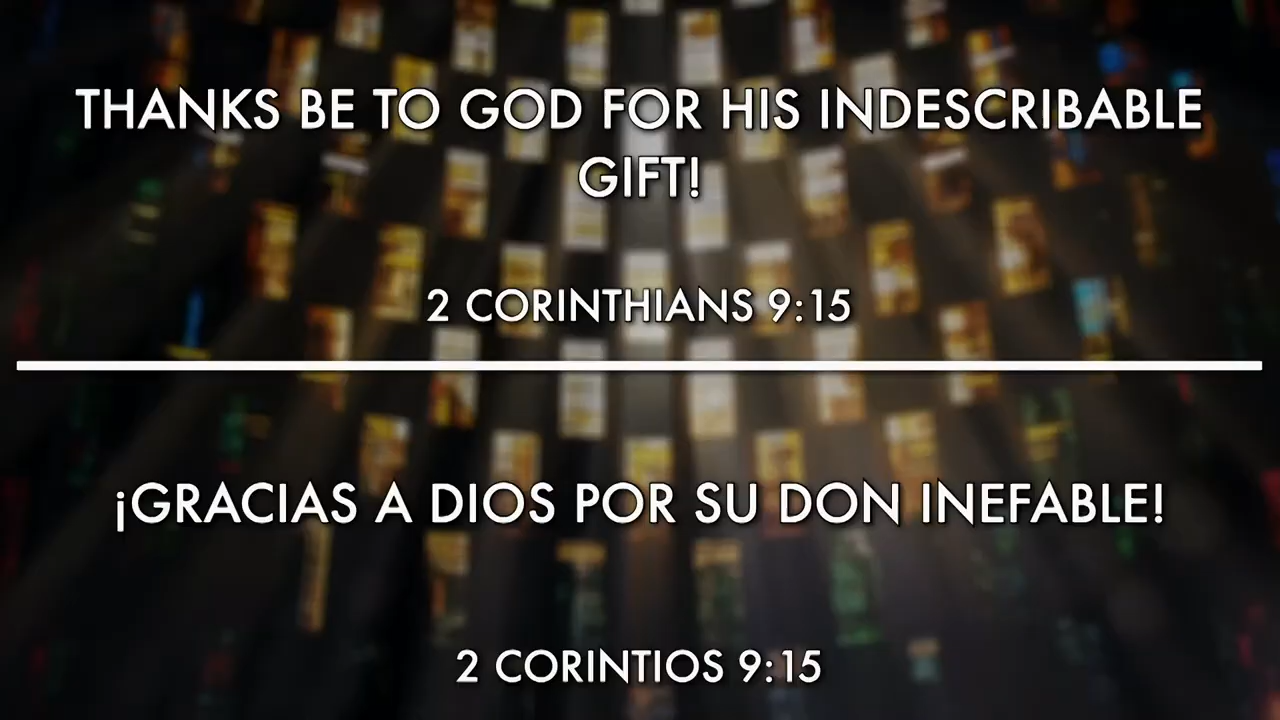 THANKS BE TO GOD FOR HIS INDESCRIBABLE
GIFT!
2 CORINTHIANS 9:15
¡GRACIAS A DIOS POR SU DON INEFABLE!
2 CORINTIOS 9:15